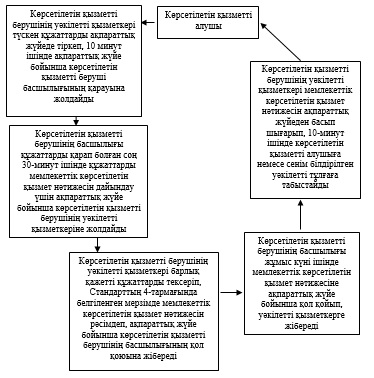 Көрсетілетін қызметті
берушінің уәкілетті қызметкері
түскен құжаттарды ақпараттық
жүйеде тіркеп, 10 минут
ішінде ақпараттық жүйе
бойынша көрсетілетін
қызметті беруші
басшылығының қарауына
жолдайды
Көрсетілетін қызметті
алушы
Көрсетілетін қызметті
берушінің басшылығы
құжаттарды қарап болған соң
30-минут ішінде құжаттарды
мемлекеттік көрсетілетін
қызмет нәтижесін дайындау
үшін ақпараттық жүйе
бойынша көрсетілетін қызметті
берушінің уәкілетті
қызметкеріне жолдайды
Көрсетілетін қызметті берушінің
уәкілетті қызметкері барлық
қажетті құжаттарды тексеріп,
Стандарттың 4-тармағында
белгіленген мерзімде мемлекеттік
көрсетілетін қызмет нәтижесін
рәсімдеп, ақпараттық жүйе
бойынша көрсетілетін қызметті
берушінің басшылығының қол
қоюына жібереді
Көрсетілетін қызметті
берушінің басшылығы
жұмыс күні ішінде
мемлекеттік көрсетілетін
қызмет нәтижесіне
ақпараттық жүйе
бойынша қол қойып,
уәкілетті қызметкерге
жібереді
Көрсетілетін қызметті
берушінің уәкілетті
қызметкері мемлекеттік
көрсетілетін қызмет
нәтижесін ақпараттық
жүйеден басып
шығарып, 10-минут
ішінде көрсетілетін
қызметті алушыға
немесе сенім білдірілген
уәкілетті тұлғаға
табыстайды